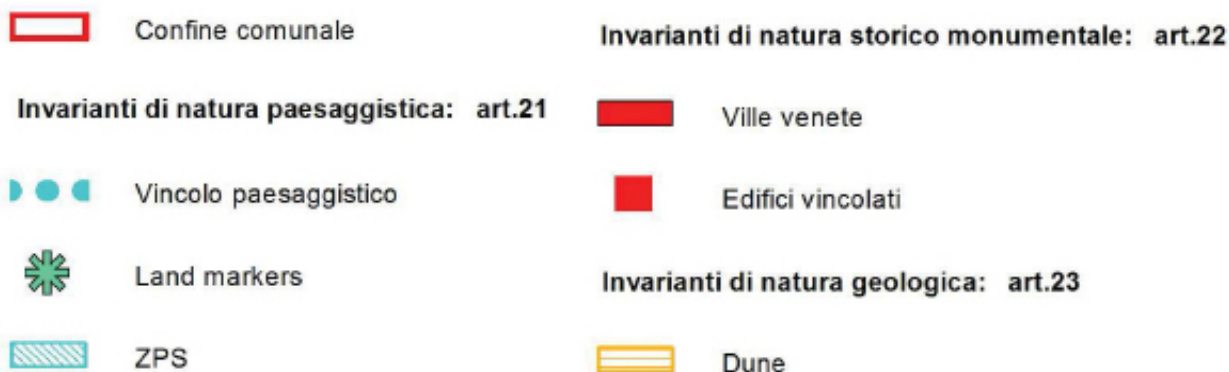 Confine comunale
Invarianti di natura paesaggistica: art.21
Vincolo paesaggistico
Land markers
ZPS
Invarianti di natura storico monumentale: art.22
Ville venete
Edifici vincolati
Invarianti di natura geologica: art.23
Dune